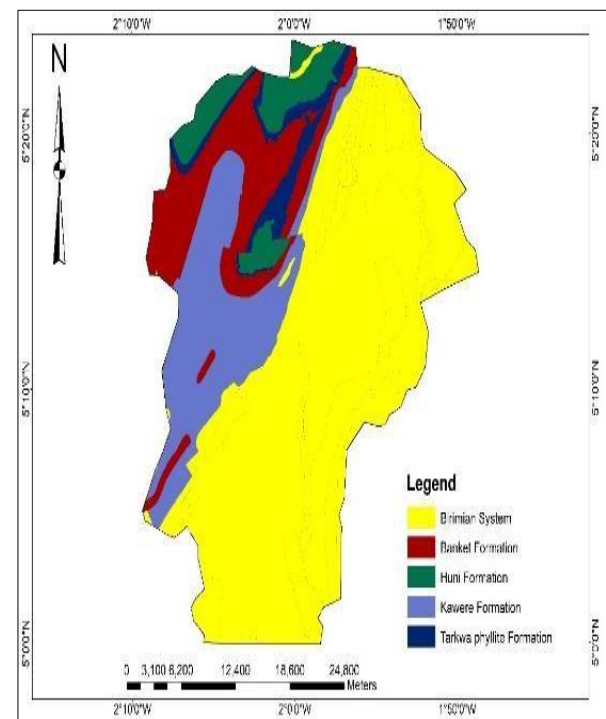 2°10'0"W 2°0'0"W 1°50'0"W
N
5°20'0"N 5°20'0"N
5°10'0"N 5°10'0"N
Legend
Birimian System
Banket Formation
Huni Formation
Kawere Formation
Tarkwa phyllite Formation
5°0'0"N 5°0'0"N
0 3,100 6,200 12,400 18,600 24,800
Meters
2°10'0"W 2°0'0"W 1°50'0"W